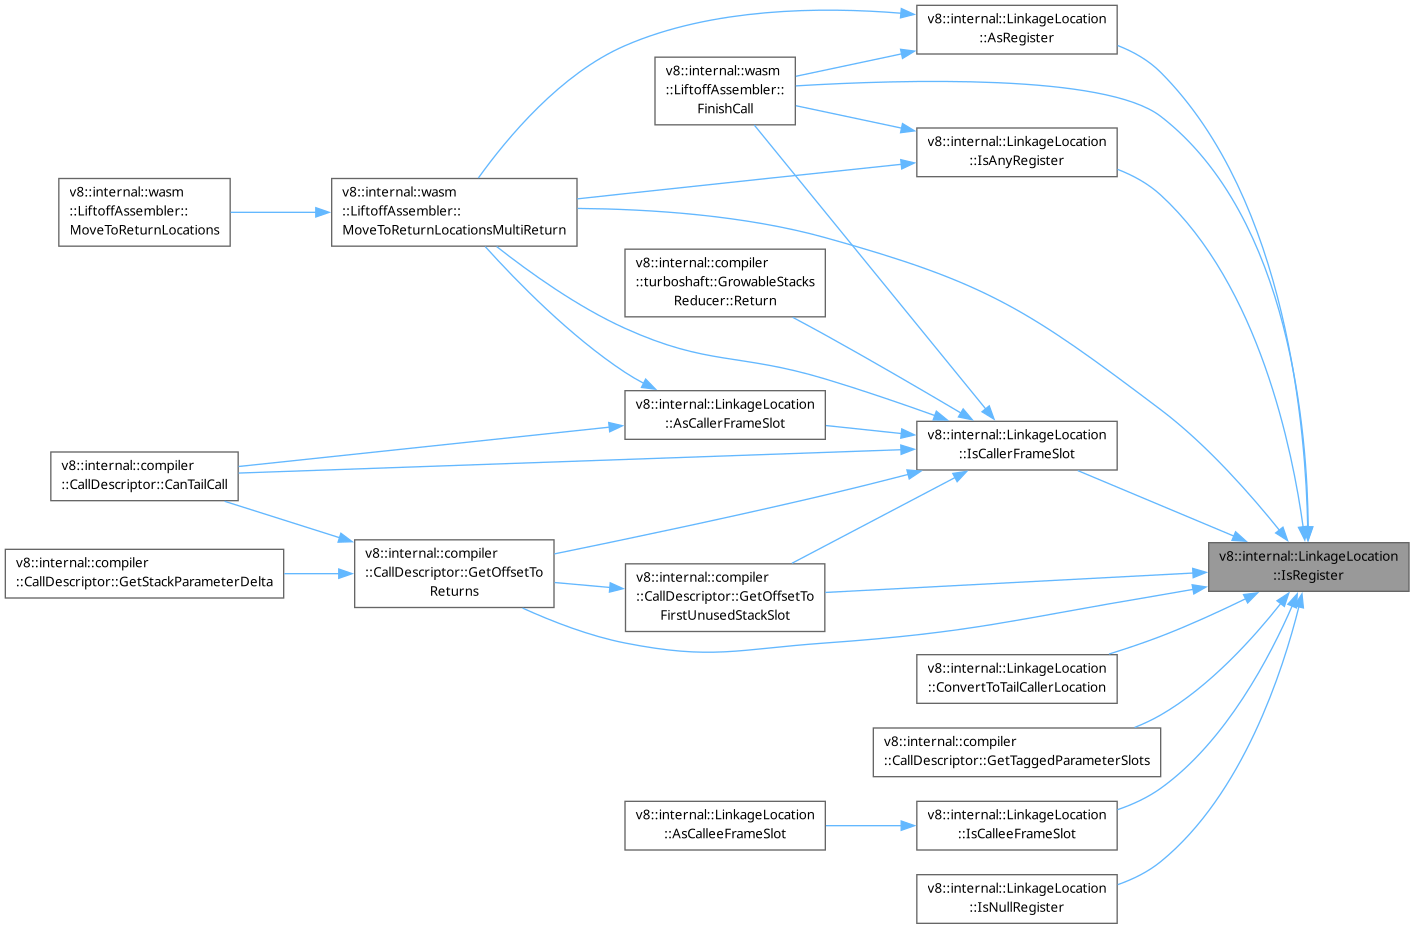 v8::internal::LinkageLocation
::AsRegister
v8::internal::wasm
::LiftoffAssembler::
FinishCall
v8::internal::LinkageLocation
::IsAnyRegister
v8::internal::wasm
::LiftoffAssembler::
MoveToReturnLocations
v8::internal::wasm
::LiftoffAssembler::
MoveToReturnLocationsMultiReturn
v8::internal::compiler
::turboshaft::GrowableStacks
Reducer::Return
v8::internal::LinkageLocation
::AsCallerFrameSlot
v8::internal::LinkageLocation
::IsCallerFrameSlot
v8::internal::compiler
::CallDescriptor::CanTailCall
v8::internal::compiler
::CallDescriptor::GetStackParameterDelta
v8::internal::compiler
::CallDescriptor::GetOffsetTo
Returns
v8::internal::compiler
::CallDescriptor::GetOffsetTo
FirstUnusedStackSlot
v8::internal::LinkageLocation
::IsRegister
v8::internal::LinkageLocation
::ConvertToTailCallerLocation
v8::internal::compiler
::CallDescriptor::GetTaggedParameterSlots
v8::internal::LinkageLocation
::AsCalleeFrameSlot
v8::internal::LinkageLocation
::IsCalleeFrameSlot
v8::internal::LinkageLocation
::IsNullRegister